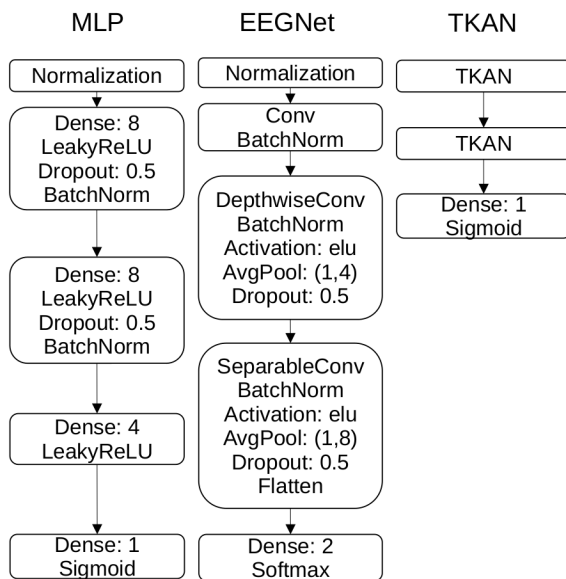 MLP
Normalization
Dense: 8
LeakyReLU
Dropout: 0.5
BatchNorm
Dense: 8
LeakyReLU
Dropout: 0.5
BatchNorm
Dense: 4
LeakyReLU
Dense: 1
Sigmoid
EEGNet
Normalization
Conv
BatchNorm
DepthwiseConv
BatchNorm
Activation: elu
AvgPool: (1,4)
Dropout: 0.5
SeparableConv
BatchNorm
Activation: elu
AvgPool: (1,8)
Dropout: 0.5
Flatten
Dense: 2
Softmax
TKAN
TKAN
TKAN
Dense: 1
Sigmoid